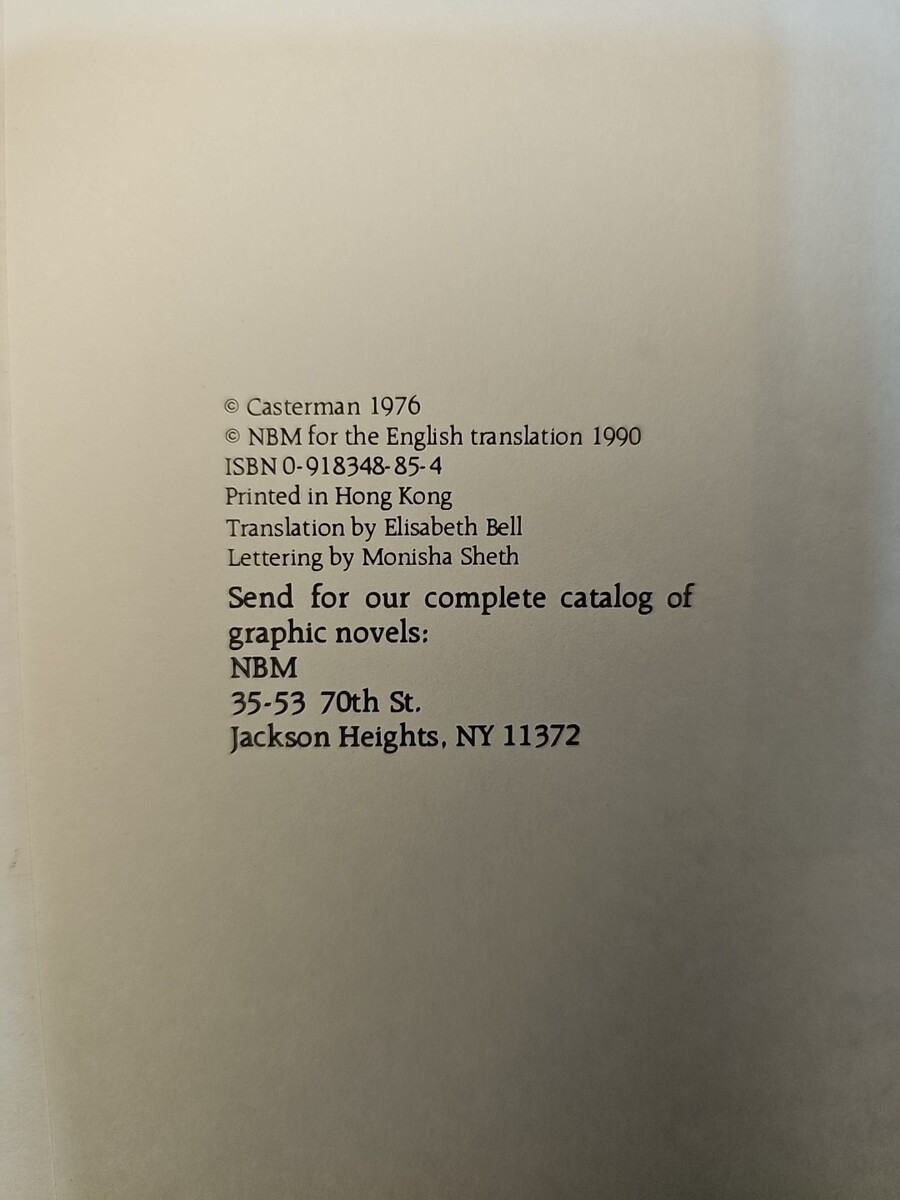 © Casterman 1976
© NBM for the English translation 1990
ISBN 0-918348-85-4
Printed in Hong Kong
Translation by Elisabeth Bell
Lettering by Monisha Sheth
Send for our complete catalog of
graphic novels:
NBM
35-53 70th St.
Jackson Heights, NY 11372